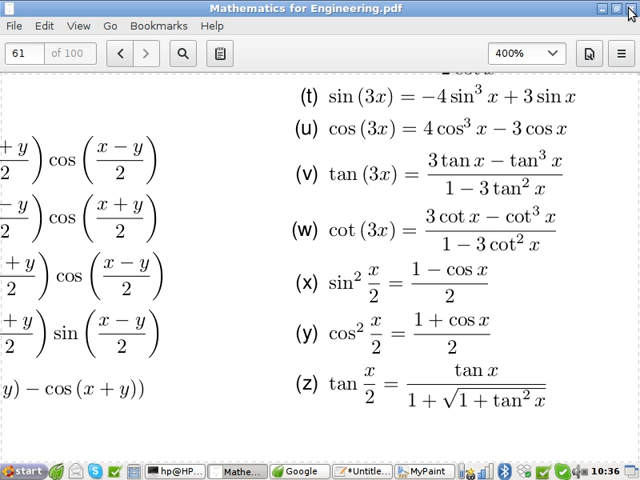 Mathematics for Engineering.pdf
File Edit View Go Bookmarks Help
61 of 100 400%
(t) sin (3x) = −4 sin³ x + 3 sin x
(u) cos (3x) = 4 cos³ x − 3 cos x
+ y / 2 ) cos ( x − y / 2 )
(v) tan (3x) = 3 tan x − tan³ x / 1 − 3 tan² x
− y / 2 ) cos ( x + y / 2 )
(w) cot (3x) = 3 cot x − cot³ x / 1 − 3 cot² x
+ y / 2 ) cos ( x − y / 2 )
(x) sin² x/2 = 1 − cos x / 2
+ y / 2 ) sin ( x − y / 2 )
(y) cos² x/2 = 1 + cos x / 2
y) − cos (x + y))
(z) tan x/2 = tan x / 1 + √(1 + tan² x)
start hp@HP... Mathe... Google *Untitle... MyPaint 10:36